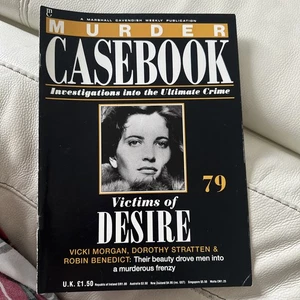 A MARSHALL CAVENDISH WEEKLY PUBLICATION
MURDER
CASEBOOK
Investigations into the Ultimate Crime
79
Victims of
DESIRE
VICKI MORGAN, DOROTHY STRATTEN &
ROBIN BENEDICT: Their beauty drove men into
a murderous frenzy
U.K. £1.50